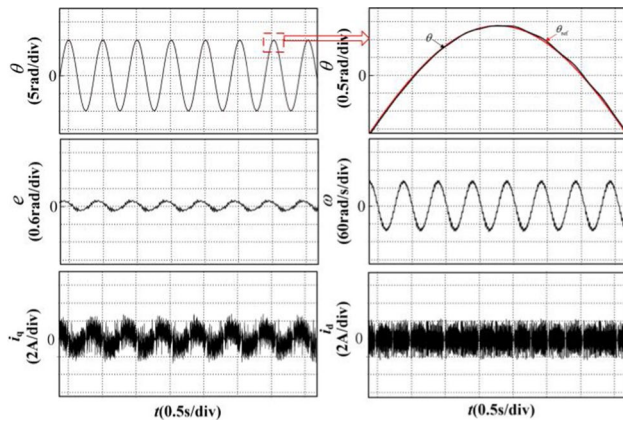 θ
(5rad/div)
0
θ
(0.5rad/div)
0
θ
θref
e
(0.6rad/div)
0
ω
(60rad/s/div)
0
iq
(2A/div)
0
id
(2A/div)
0
t(0.5s/div)
t(0.5s/div)